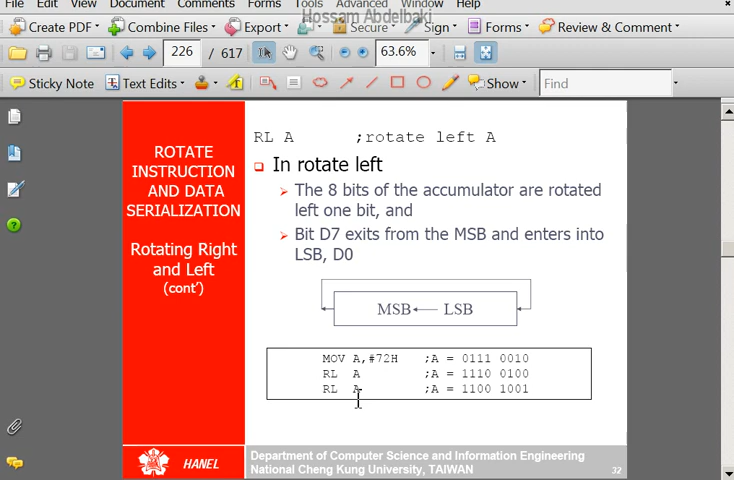 File Edit View Document Comments Forms Tools Advanced Window Help
Hossam Abdelbaki
Create PDF Combine Files Export Secure Sign Forms Review & Comment
226 / 617 63.6%
Sticky Note Text Edits Show Find
RL A ;rotate left A
ROTATE
INSTRUCTION
AND DATA
SERIALIZATION
Rotating Right
and Left
(cont’)
In rotate left
The 8 bits of the accumulator are rotated
left one bit, and
Bit D7 exits from the MSB and enters into
LSB, D0
MSB LSB
MOV A,#72H ;A = 0111 0010
RL A ;A = 1110 0100
RL A ;A = 1100 1001
HANEL
Department of Computer Science and Information Engineering
National Cheng Kung University, TAIWAN
32